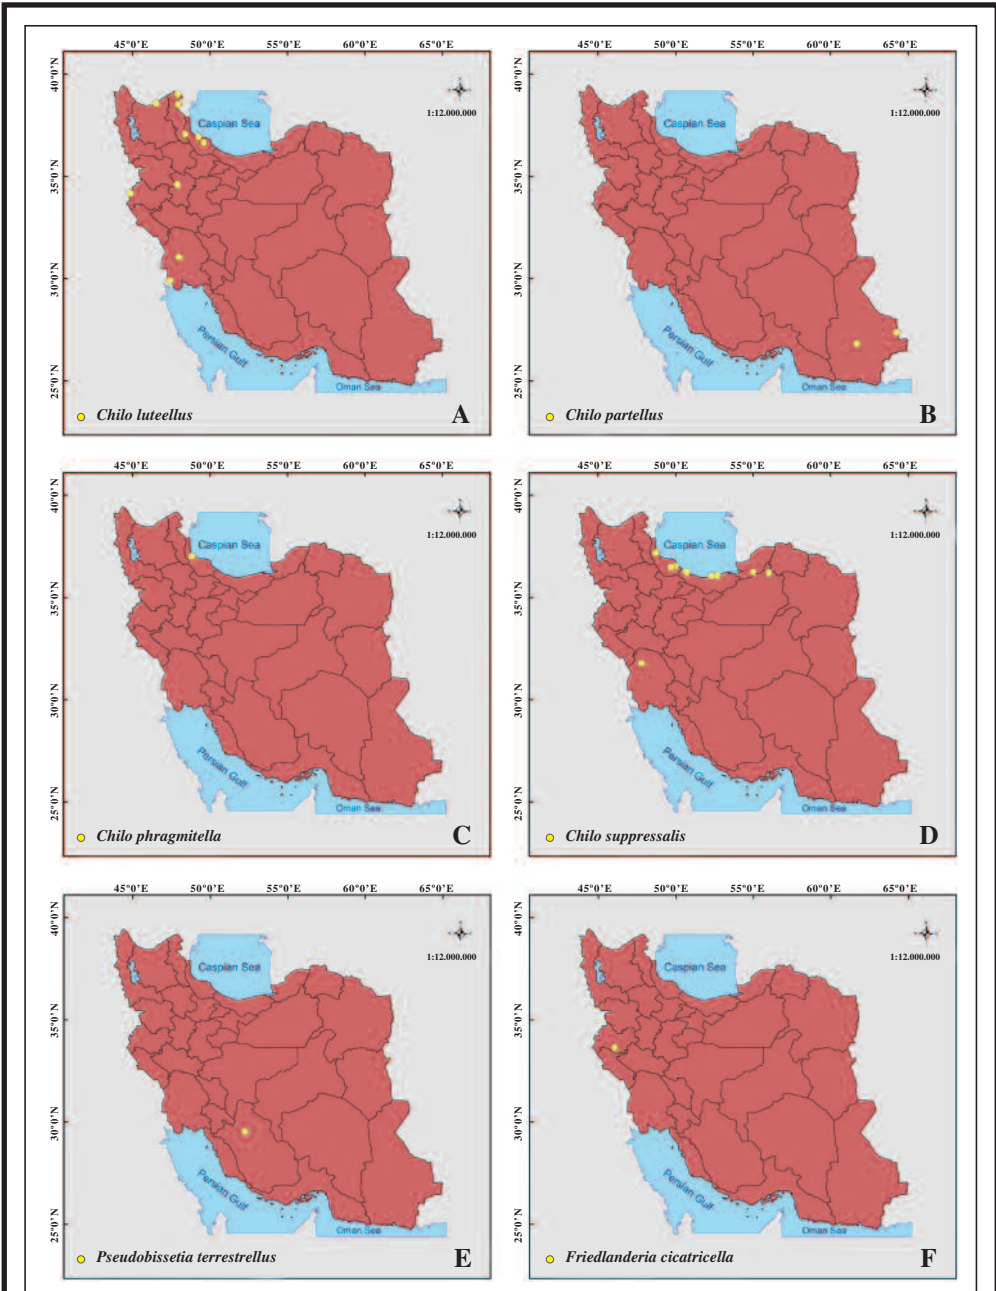 45°0'E 50°0'E 55°0'E 60°0'E 65°0'E
40°0'N
35°0'N
30°0'N
25°0'N
1:12.000.000
Caspian Sea
Persian Gulf
Oman Sea
Chilo luteellus A
45°0'E 50°0'E 55°0'E 60°0'E 65°0'E
40°0'N
35°0'N
30°0'N
25°0'N
1:12.000.000
Caspian Sea
Persian Gulf
Oman Sea
Chilo partellus B
45°0'E 50°0'E 55°0'E 60°0'E 65°0'E
40°0'N
35°0'N
30°0'N
25°0'N
1:12.000.000
Caspian Sea
Persian Gulf
Oman Sea
Chilo phragmitella C
45°0'E 50°0'E 55°0'E 60°0'E 65°0'E
40°0'N
35°0'N
30°0'N
25°0'N
1:12.000.000
Caspian Sea
Persian Gulf
Oman Sea
Chilo suppressalis D
45°0'E 50°0'E 55°0'E 60°0'E 65°0'E
40°0'N
35°0'N
30°0'N
25°0'N
1:12.000.000
Caspian Sea
Persian Gulf
Oman Sea
Pseudobissetia terrestrellus E
45°0'E 50°0'E 55°0'E 60°0'E 65°0'E
40°0'N
35°0'N
30°0'N
25°0'N
1:12.000.000
Caspian Sea
Persian Gulf
Oman Sea
Friedlanderia cicatricella F